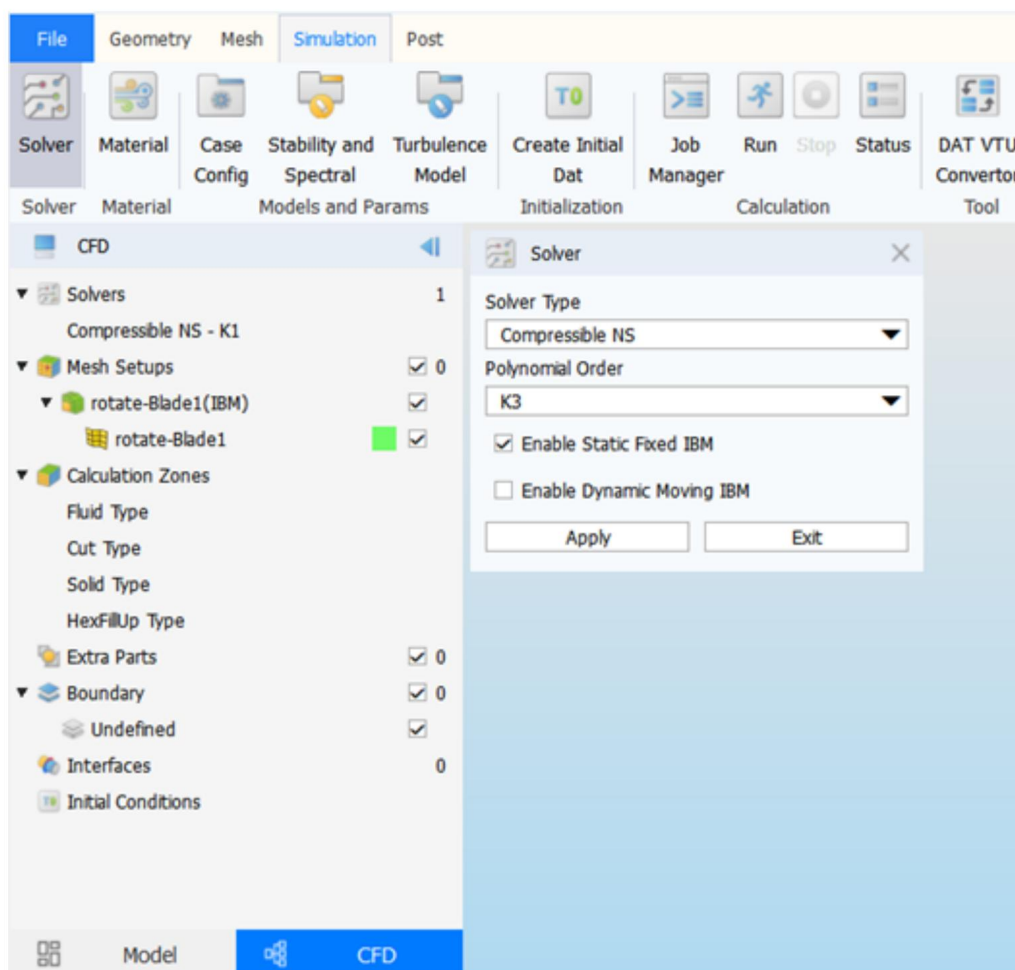 File Geometry Mesh Simulation Post
Solver Material Case Config Stability and Spectral Turbulence Model T0 Create Initial Dat Job Manager Run Stop Status DAT VTU Convertor
Solver Material Models and Params Initialization Calculation Tool
CFD
Solvers 1
Compressible NS - K1
Mesh Setups 0
rotate-Blade1(IBM)
rotate-Blade1
Calculation Zones
Fluid Type
Cut Type
Solid Type
HexFillUp Type
Extra Parts 0
Boundary 0
Undefined
Interfaces 0
T0 Initial Conditions
Model CFD
Solver
Solver Type
Compressible NS
Polynomial Order
K3
Enable Static Fixed IBM
Enable Dynamic Moving IBM
Apply Exit